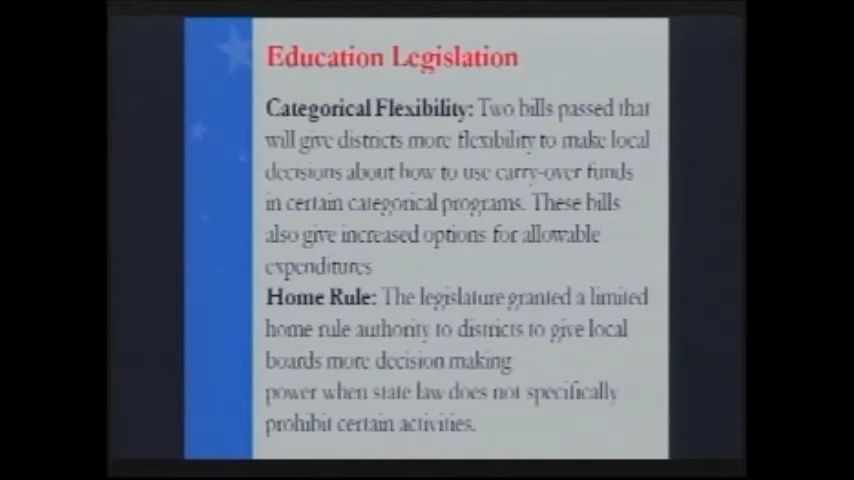 Education Legislation
Categorical Flexibility: Two bills passed that
will give districts more flexibility to make local
decisions about how to use carry-over funds
in certain categorical programs. These bills
also give increased options for allowable
expenditures
Home Rule: The legislature granted a limited
home rule authority to districts to give local
boards more decision making
power when state law does not specifically
prohibit certain activities.